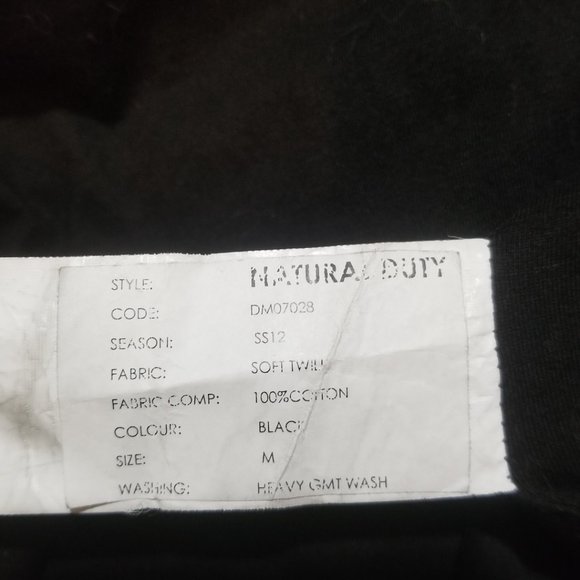 STYLE: NATURAL DUTY
CODE: DM07028
SEASON: SS12
FABRIC: SOFT TWILL
FABRIC COMP: 100%COTTON
COLOUR: BLACK
SIZE: M
WASHING: HEAVY GMT WASH